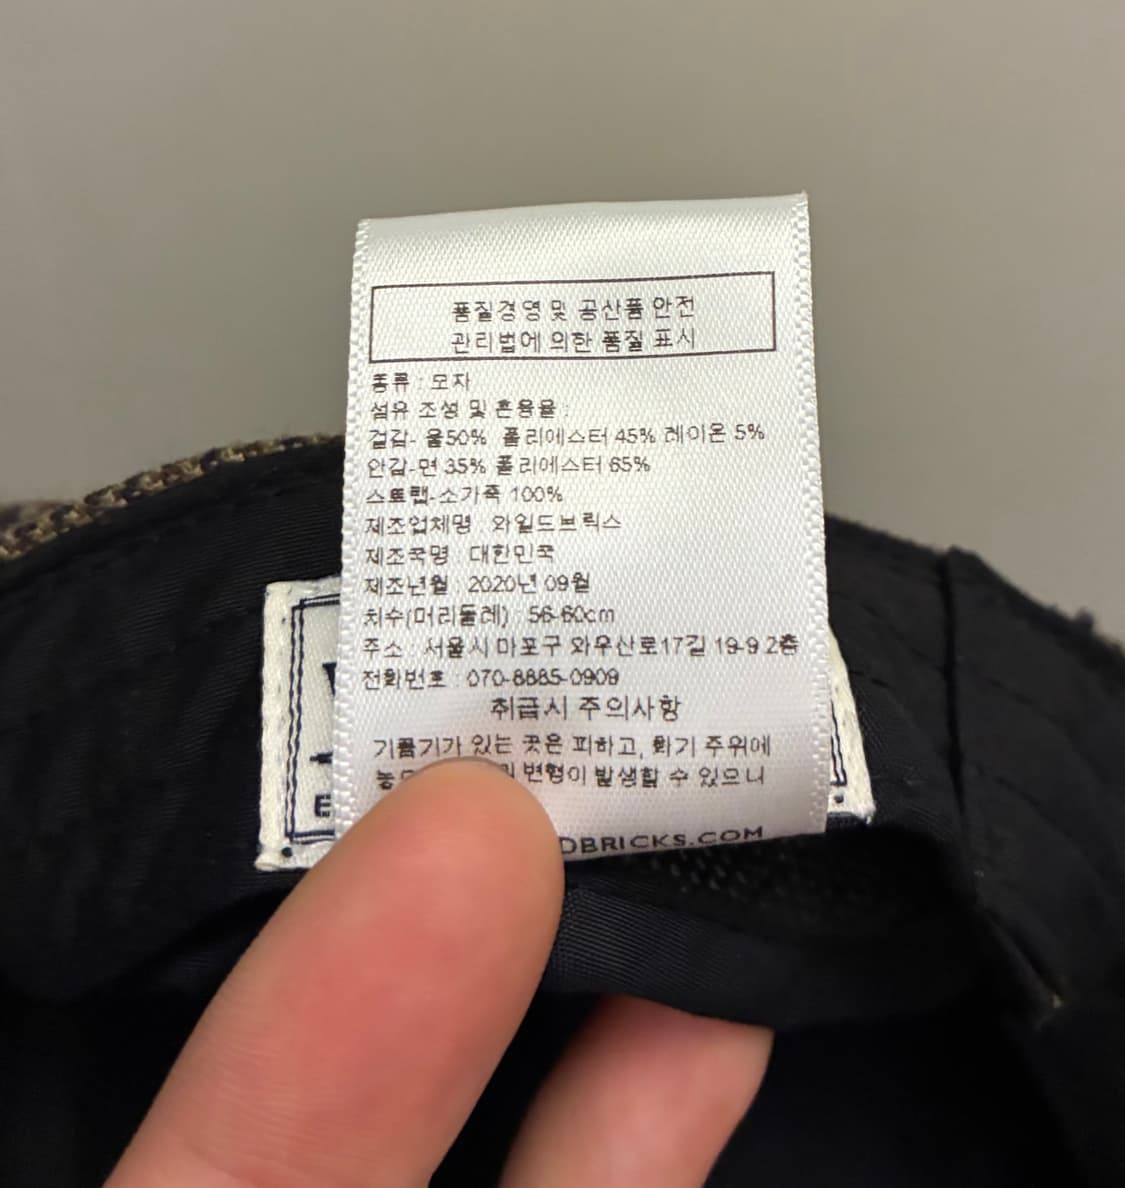 품질경영 및 공산품 안전
관리법에 의한 품질 표시
종류 : 모자
섬유 조성 및 혼용율 :
겉감- 울50% 폴리에스터 45% 레이온 5%
안감-면 35% 폴리에스터 65%
스트랩-소가죽 100%
제조업체명 : 와일드브릭스
제조국명 : 대한민국
제조년월 : 2020년 09월
치수(머리둘레) : 56-60cm
주소 : 서울시 마포구 와우산로17길 19-9 2층
전화번호 : 070-8885-0909
취급시 주의사항
기름기가 있는 곳은 피하고, 화기 주위에
변형이 발생할 수 있으니
DBRICKS.COM